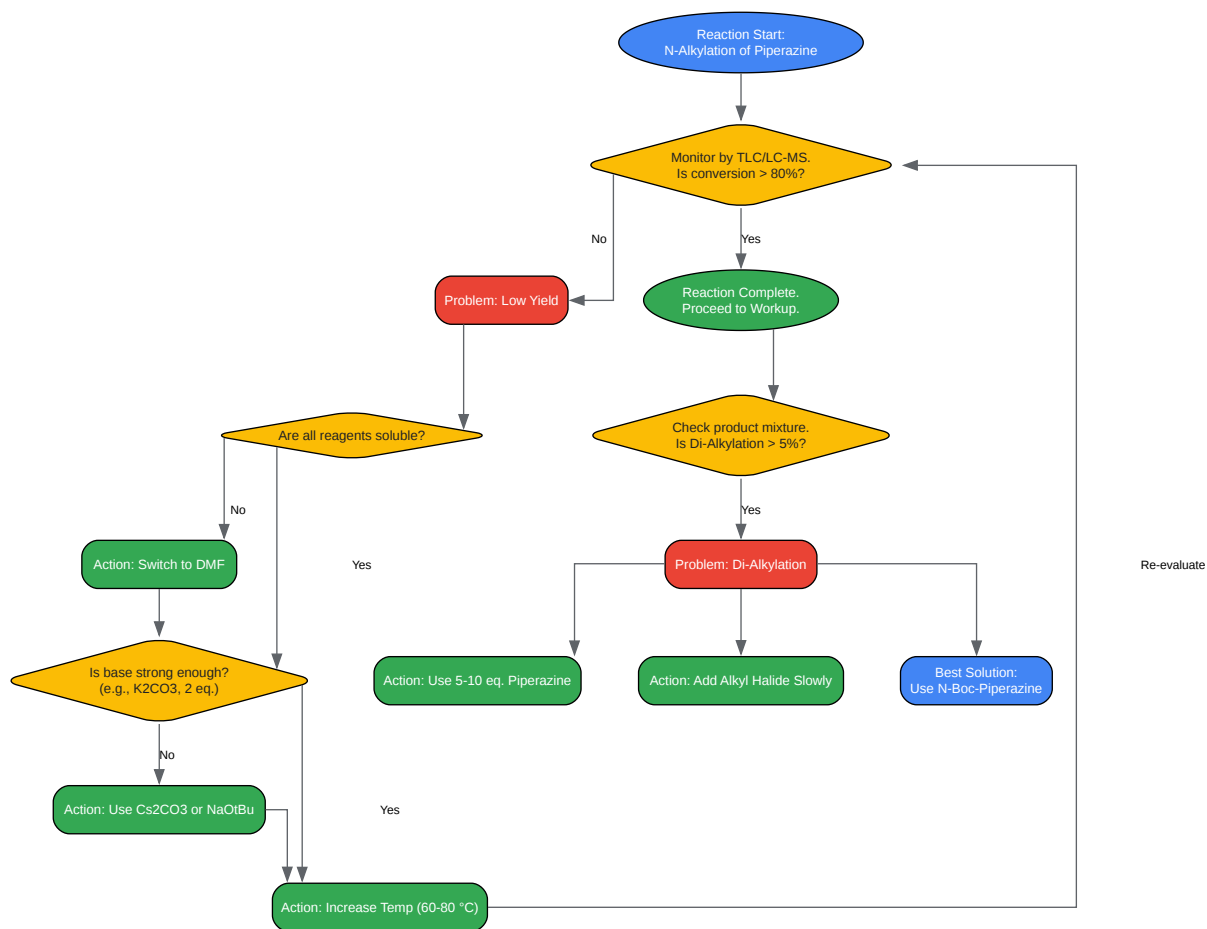 Reaction Start:
N-Alkylation of Piperazine
Monitor by TLC/LC-MS.
Is conversion > 80%?
No
Yes
Problem: Low Yield
Reaction Complete.
Proceed to Workup.
Are all reagents soluble?
Check product mixture.
Is Di-Alkylation > 5%?
No
Yes
Action: Switch to DMF
Yes
Problem: Di-Alkylation
Re-evaluate
Is base strong enough?
(e.g., K2CO3, 2 eq.)
Action: Use 5-10 eq. Piperazine
Action: Add Alkyl Halide Slowly
Best Solution:
Use N-Boc-Piperazine
No
Action: Use Cs2CO3 or NaOtBu
Yes
Action: Increase Temp (60-80 °C)